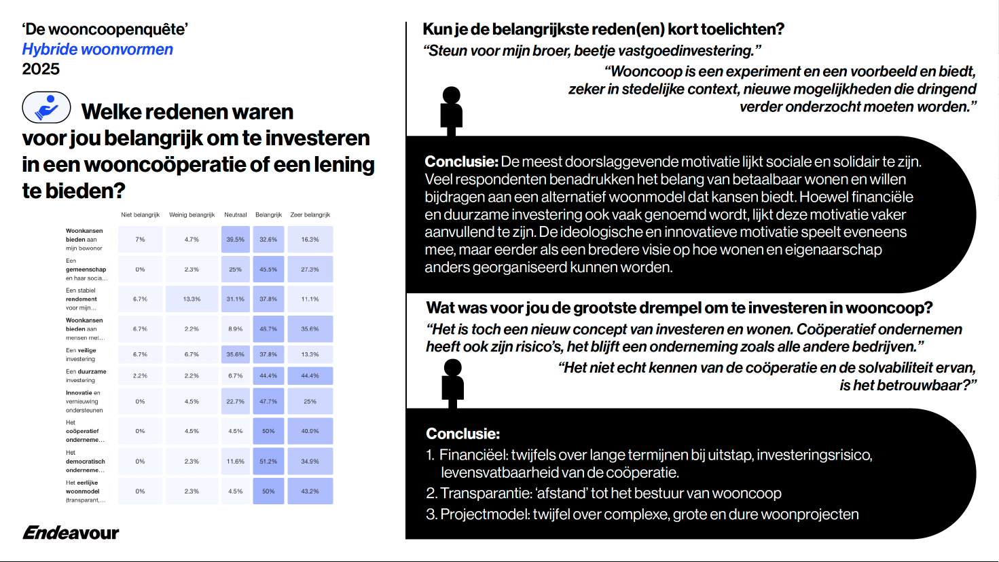 ‘De wooncoopenquête’
Hybride woonvormen
2025
Welke redenen waren
voor jou belangrijk om te investeren
in een wooncoöperatie of een lening
te bieden?
Niet belangrijk Weinig belangrijk Neutraal Belangrijk Zeer belangrijk
Woonkansen
bieden aan
mijn bewoner
7% 4.7% 39.5% 32.6% 16.3%
Een
gemeenschap
en haar socia...
0% 2.3% 25% 45.5% 27.3%
Een stabiel
rendement
voor mijn...
6.7% 13.3% 31.1% 37.8% 11.1%
Woonkansen
bieden aan
mensen met...
6.7% 2.2% 8.9% 46.7% 35.6%
Een veilige
investering
6.7% 6.7% 35.6% 37.8% 13.3%
Een duurzame
investering
2.2% 2.2% 6.7% 44.4% 44.4%
Innovatie en
vernieuwing
ondersteunen
0% 4.5% 22.7% 47.7% 25%
Het
coöperatief
onderneme...
0% 4.5% 4.5% 50% 40.9%
Het
democratisch
onderneme...
0% 2.3% 11.6% 51.2% 34.9%
Het eerlijke
woonmodel
(transparant,...
0% 2.3% 4.5% 50% 43.2%
Endeavour
Kun je de belangrijkste reden(en) kort toelichten?
“Steun voor mijn broer, beetje vastgoedinvestering.”
“Wooncoop is een experiment en een voorbeeld en biedt,
zeker in stedelijke context, nieuwe mogelijkheden die dringend
verder onderzocht moeten worden.”
Conclusie: De meest doorslaggevende motivatie lijkt sociale en solidair te zijn.
Veel respondenten benadrukken het belang van betaalbaar wonen en willen
bijdragen aan een alternatief woonmodel dat kansen biedt. Hoewel financiële
en duurzame investering ook vaak genoemd wordt, lijkt deze motivatie vaker
aanvullend te zijn. De ideologische en innovatieve motivatie speelt eveneens
mee, maar eerder als een bredere visie op hoe wonen en eigenaarschap
anders georganiseerd kunnen worden.
Wat was voor jou de grootste drempel om te investeren in wooncoop?
“Het is toch een nieuw concept van investeren en wonen. Coöperatief ondernemen
heeft ook zijn risico’s, het blijft een onderneming zoals alle andere bedrijven.”
“Het niet echt kennen van de coöperatie en de solvabiliteit ervan,
is het betrouwbaar?”
Conclusie:
1. Financiëel: twijfels over lange termijnen bij uitstap, investeringsrisico,
levensvatbaarheid van de coöperatie.
2. Transparantie: ‘afstand’ tot het bestuur van wooncoop
3. Projectmodel: twijfel over complexe, grote en dure woonprojecten